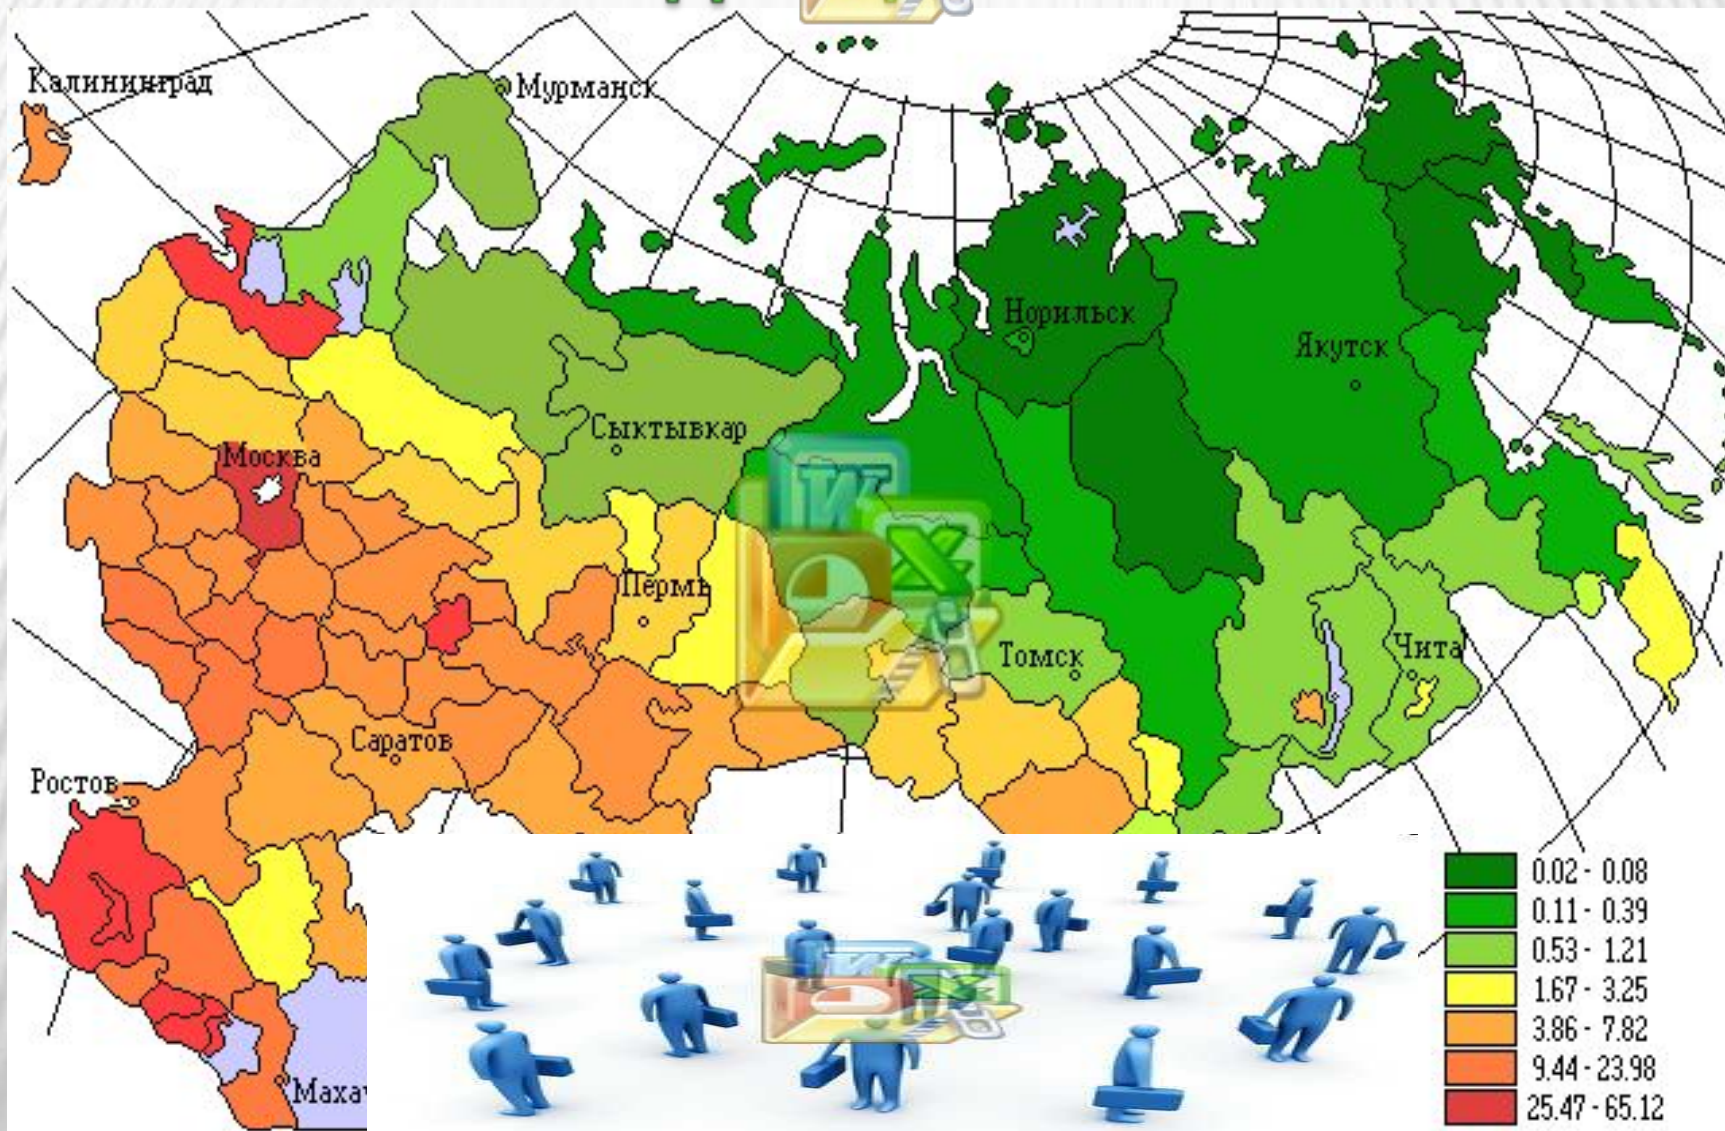 Калининград
Мурманск
Норильск
Якутск
Сыктывкар
Москва
Пермь
Томск
Чита
Саратов
Ростов
0.02 - 0.08
0.11 - 0.39
0.53 - 1.21
1.67 - 3.25
3.86 - 7.82
9.44 - 23.98
25.47 - 65.12
Маха